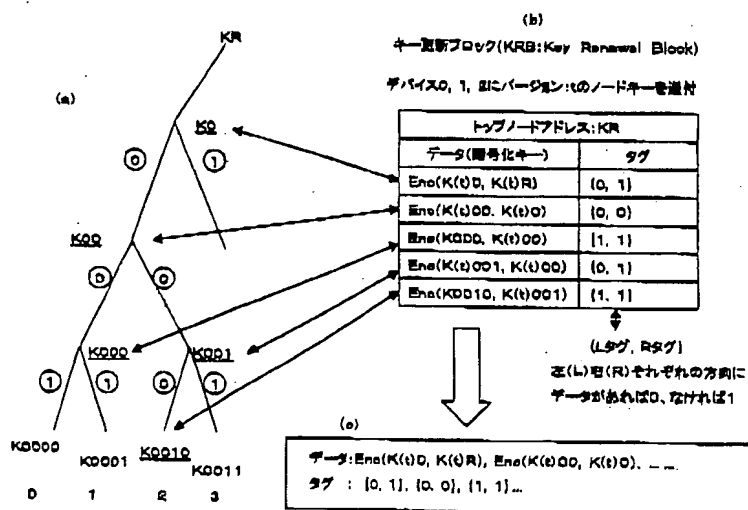 (b)
キー更新ブロック(KRB:Key Renewal Block)
デバイス0, 1, 2にバージョン:tのノードキーを送付
(a)
KR
K0
0
1
K00
0
0
K000
K001
1
1
0
1
K0000
K0001
K0010
K0011
0
1
2
3
トップノードアドレス:KR
データ(暗号化キー)
タグ
Enc(K(t)0, K(t)R)
{0, 1}
Enc(K(t)00, K(t)0)
{0, 0}
Enc(K000, K(t)00)
{1, 1}
Enc(K(t)001, K(t)00)
{0, 1}
Enc(K0010, K(t)001)
{1, 1}
{Lタグ, Rタグ}
左(L)右(R)それぞれの方向に
データがあれば0、なければ1
(c)
データ:Enc(K(t)0, K(t)R), Enc(K(t)00, K(t)0), ……
タグ : {0, 1}, {0, 0}, {1, 1}…